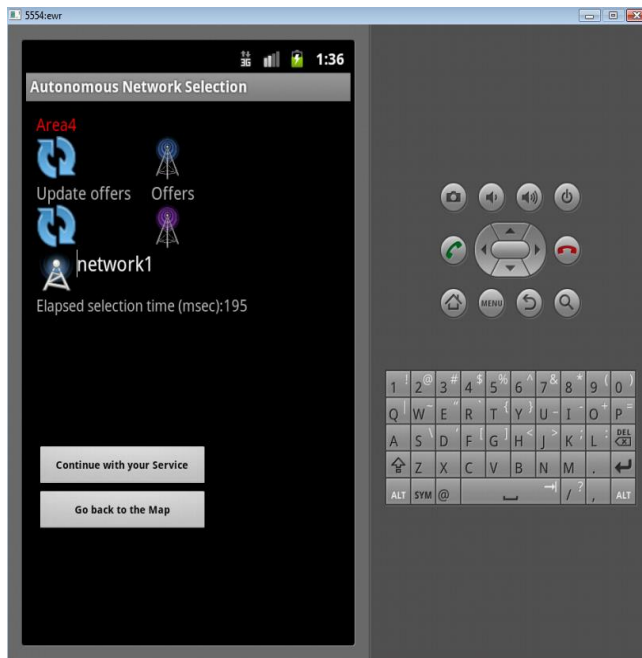 5554:ewr
3G 1:36
Autonomous Network Selection
Area4
Update offers Offers
network1
Elapsed selection time (msec):195
Continue with your Service
Go back to the Map
MENU
1 ! 2 @ 3 # 4 $ 5 % 6 ^ 7 & 8 * 9 ( 0 )
Q | W ~ E " R ` T { Y } U _ I - O + P =
A S \ D ' F [ G ] H < J > K ; L : DEL
Z X C V B N M .
ALT SYM @ / ? , ALT